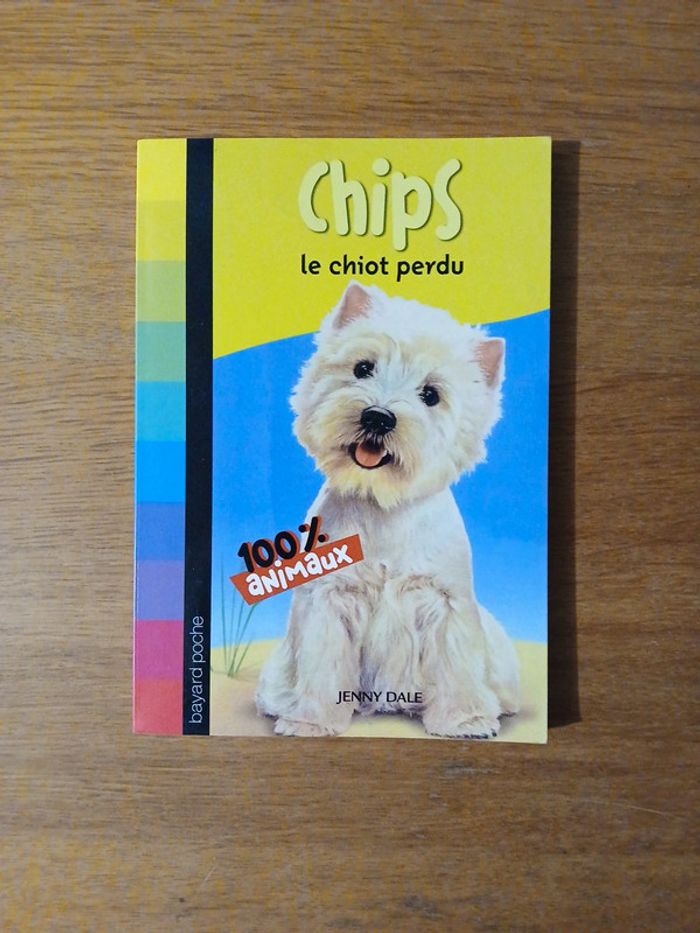 Chips
le chiot perdu
100%
animaux
JENNY DALE
bayard poche